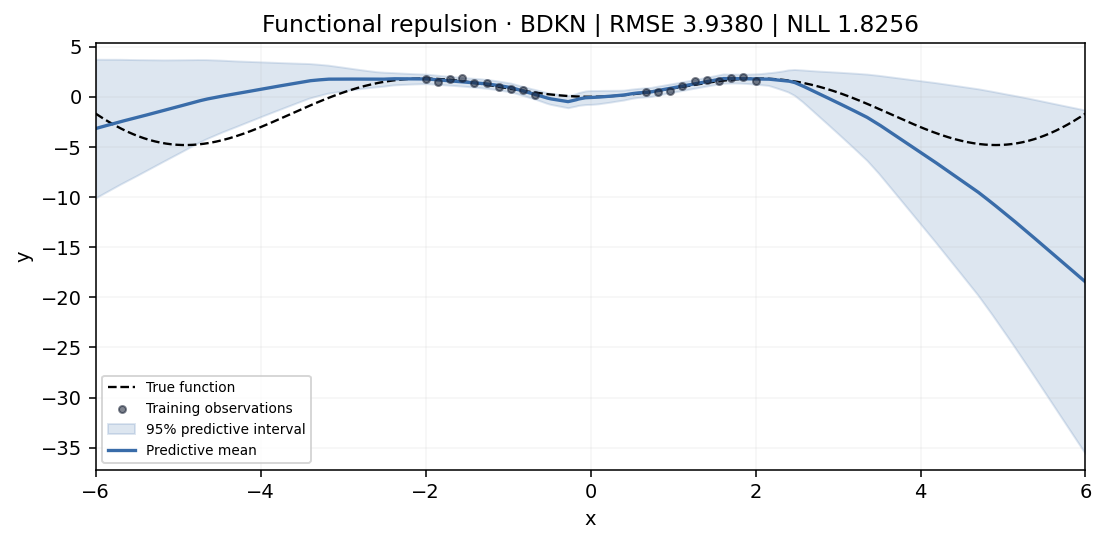 Functional repulsion · BDKN | RMSE 3.9380 | NLL 1.8256
5
0
−5
−10
−15
−20
−25
−30
−35
y
True function
Training observations
95% predictive interval
Predictive mean
−6 −4 −2 0 2 4 6
x